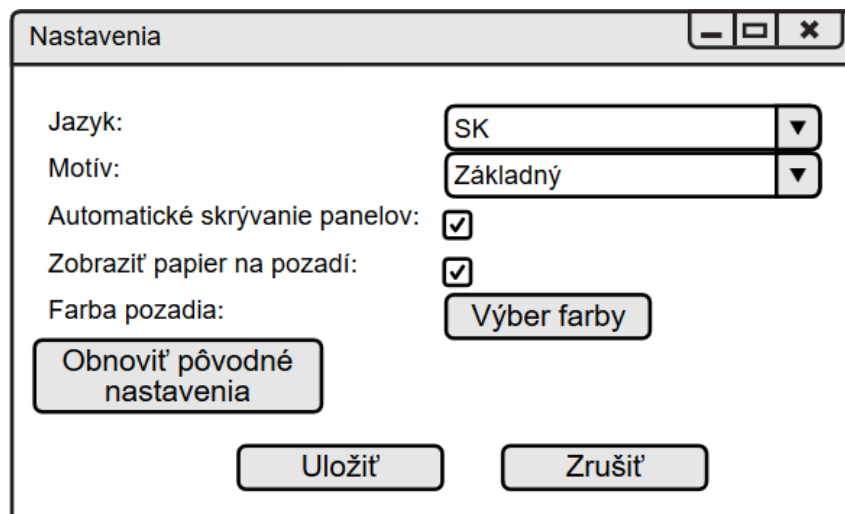 Nastavenia
Jazyk:
SK
Motív:
Základný
Automatické skrývanie panelov:
Zobraziť papier na pozadí:
Farba pozadia:
Výber farby
Obnoviť pôvodné
nastavenia
Uložiť
Zrušiť